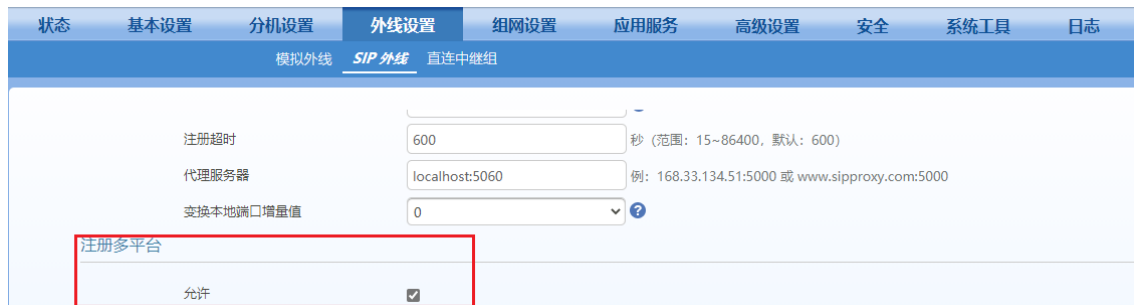 状态 基本设置 分机设置 外线设置 组网设置 应用服务 高级设置 安全 系统工具 日志
模拟外线 SIP 外线 直连中继组
注册超时 600 秒（范围：15~86400，默认：600）
代理服务器 localhost:5060 例：168.33.134.51:5000 或 www.sipproxy.com:5000
变换本地端口增量值 0 ?
注册多平台
允许